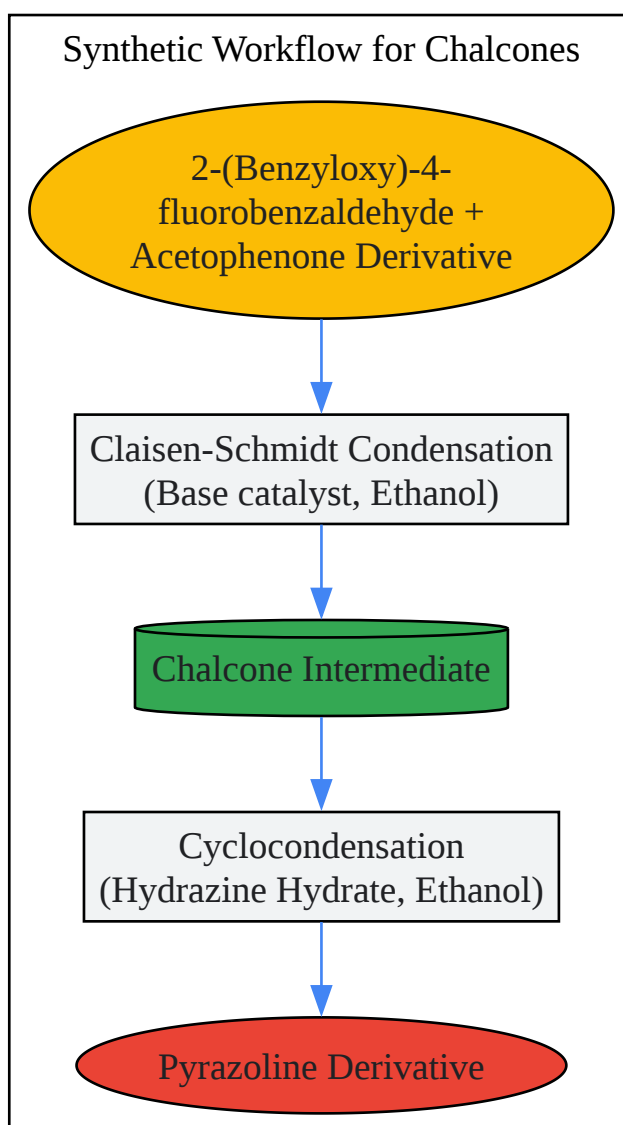 Synthetic Workflow for Chalcones
2-(Benzyloxy)-4-
fluorobenzaldehyde +
Acetophenone Derivative
Claisen-Schmidt Condensation
(Base catalyst, Ethanol)
Chalcone Intermediate
Cyclocondensation
(Hydrazine Hydrate, Ethanol)
Pyrazoline Derivative